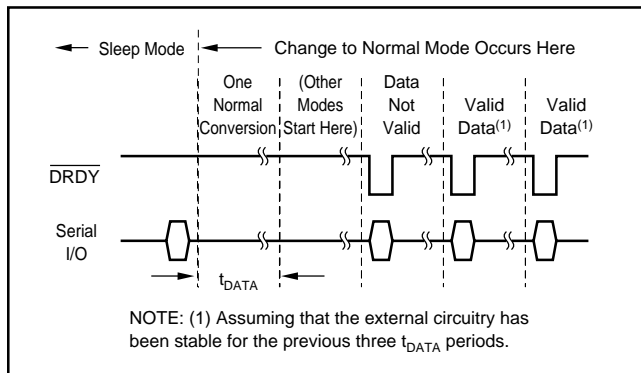 Sleep Mode
Change to Normal Mode Occurs Here
One
Normal
Conversion
(Other
Modes
Start Here)
Data
Not
Valid
Valid
Data(1)
Valid
Data(1)
DRDY
Serial
I/O
tDATA
NOTE: (1) Assuming that the external circuitry has
been stable for the previous three tDATA periods.